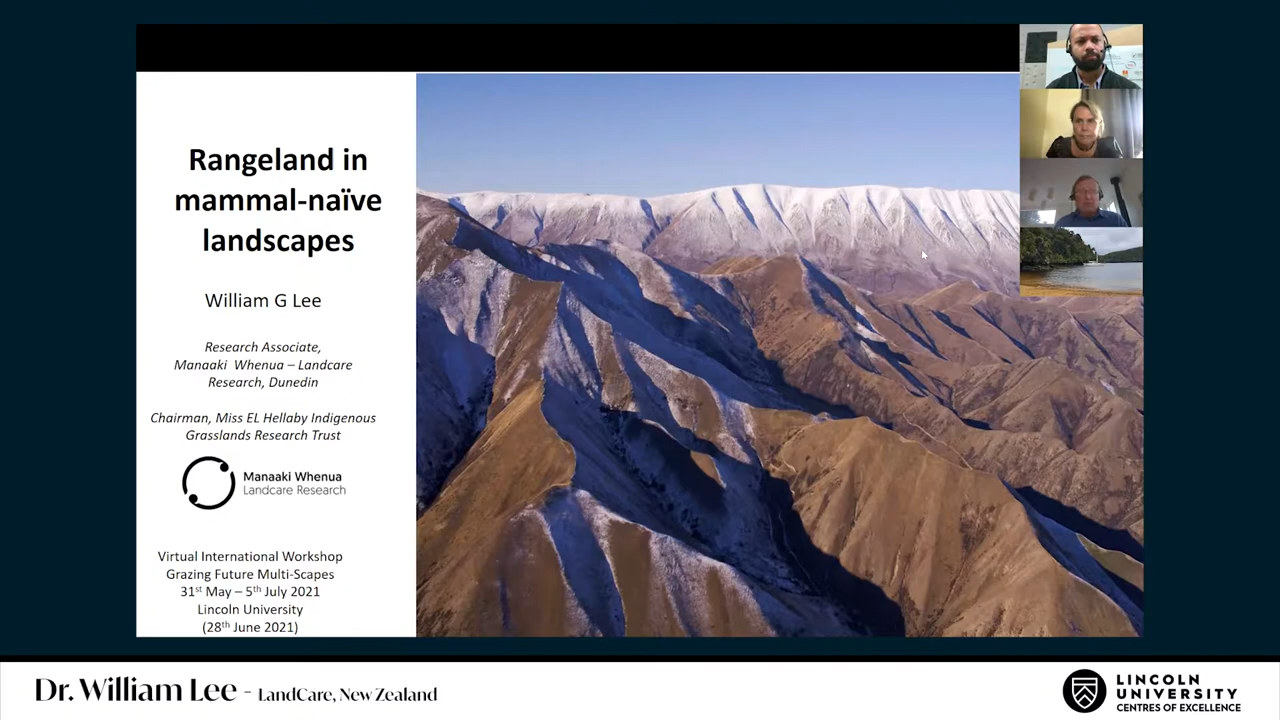 Rangeland in
mammal-naïve
landscapes
William G Lee
Research Associate,
Manaaki Whenua – Landcare
Research, Dunedin
Chairman, Miss EL Hellaby Indigenous
Grasslands Research Trust
Manaaki Whenua
Landcare Research
Virtual International Workshop
Grazing Future Multi-Scapes
31st May – 5th July 2021
Lincoln University
(28th June 2021)
Dr. William Lee - LandCare, New Zealand
LINCOLN
UNIVERSITY
CENTRES OF EXCELLENCE